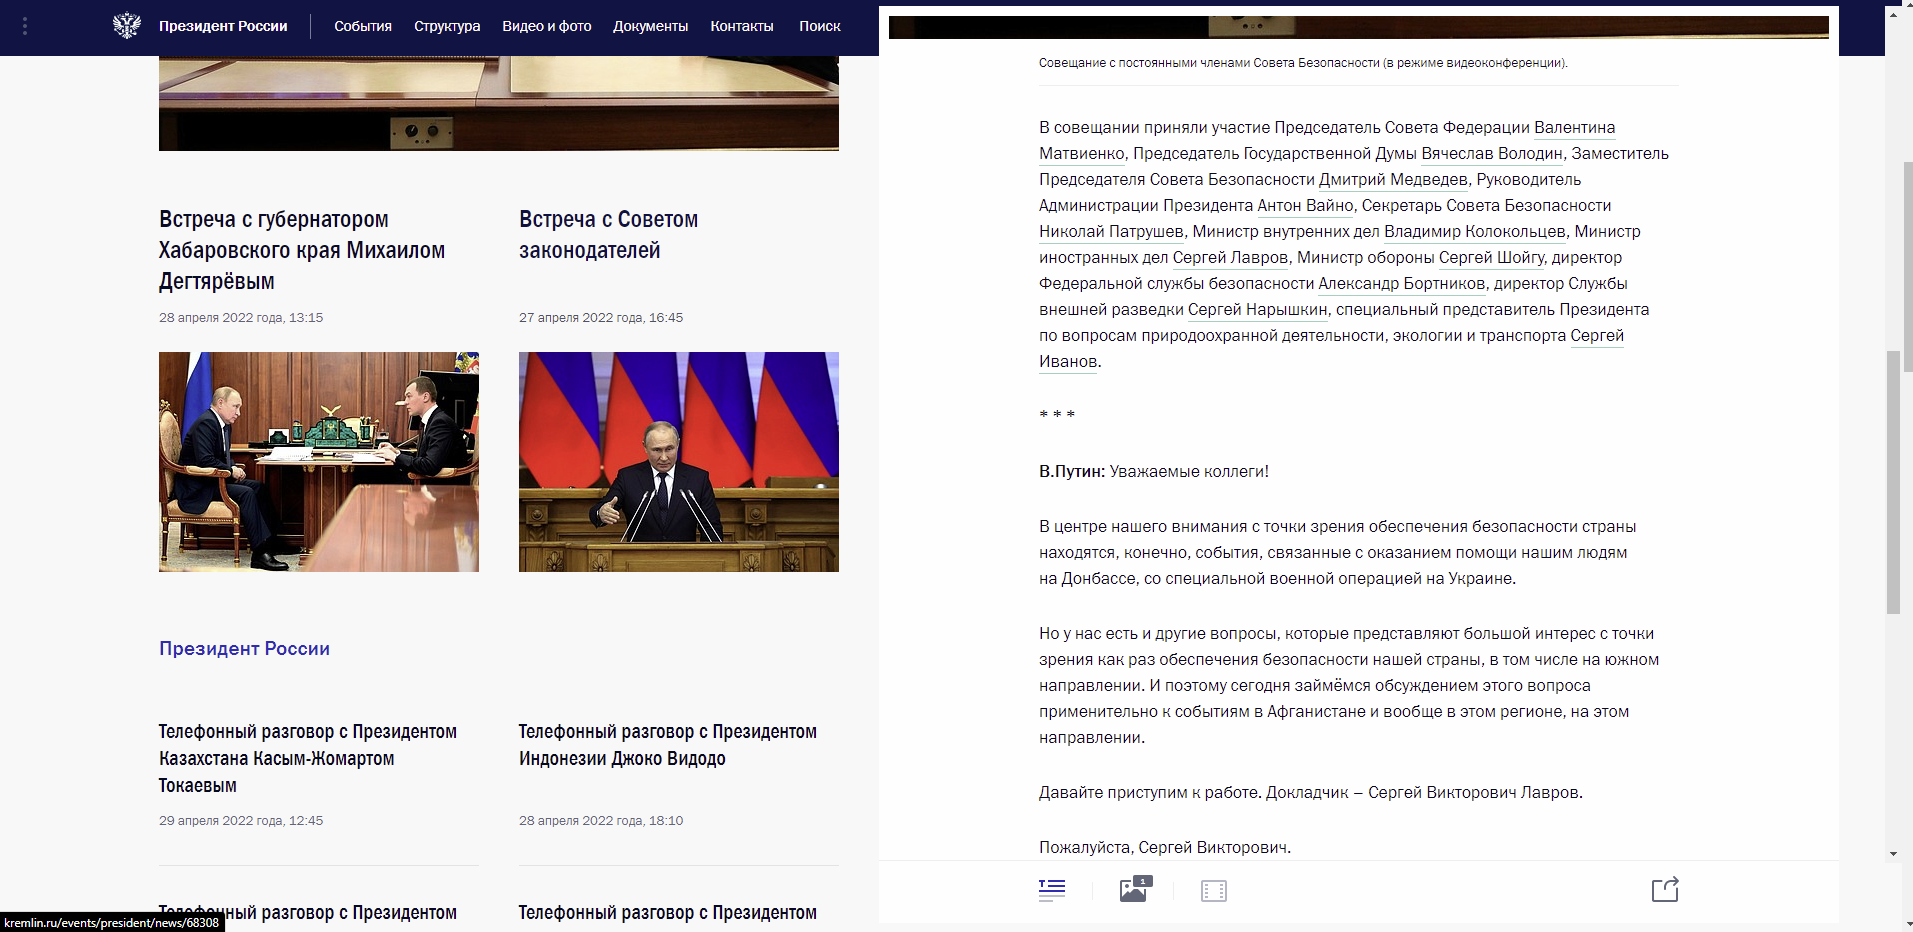 Президент России
События
Структура
Видео и фото
Документы
Контакты
Поиск
Встреча с губернатором
Хабаровского края Михаилом
Дегтярёвым
28 апреля 2022 года, 13:15
Встреча с Советом
законодателей
27 апреля 2022 года, 16:45
Президент России
Телефонный разговор с Президентом
Казахстана Касым-Жомартом
Токаевым
29 апреля 2022 года, 12:45
Телефонный разговор с Президентом
Индонезии Джоко Видодо
28 апреля 2022 года, 18:10
ный разговор с Президентом
Телефонный разговор с Президентом
kremlin.ru/events/president/news/68308
Совещание с постоянными членами Совета Безопасности (в режиме видеоконференции).
В совещании приняли участие Председатель Совета Федерации Валентина
Матвиенко, Председатель Государственной Думы Вячеслав Володин, Заместитель
Председателя Совета Безопасности Дмитрий Медведев, Руководитель
Администрации Президента Антон Вайно, Секретарь Совета Безопасности
Николай Патрушев, Министр внутренних дел Владимир Колокольцев, Министр
иностранных дел Сергей Лавров, Министр обороны Сергей Шойгу, директор
Федеральной службы безопасности Александр Бортников, директор Службы
внешней разведки Сергей Нарышкин, специальный представитель Президента
по вопросам природоохранной деятельности, экологии и транспорта Сергей
Иванов.
* * *
В.Путин: Уважаемые коллеги!
В центре нашего внимания с точки зрения обеспечения безопасности страны
находятся, конечно, события, связанные с оказанием помощи нашим людям
на Донбассе, со специальной военной операцией на Украине.
Но у нас есть и другие вопросы, которые представляют большой интерес с точки
зрения как раз обеспечения безопасности нашей страны, в том числе на южном
направлении. И поэтому сегодня займёмся обсуждением этого вопроса
применительно к событиям в Афганистане и вообще в этом регионе, на этом
направлении.
Давайте приступим к работе. Докладчик – Сергей Викторович Лавров.
Пожалуйста, Сергей Викторович.
1